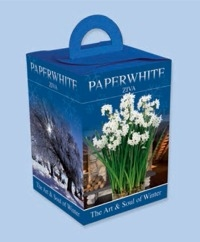 PAPERWHITE
ZIVA
The Art & Soul of Winter
PAPERWHITE
ZIVA
The Art & Soul of Winter